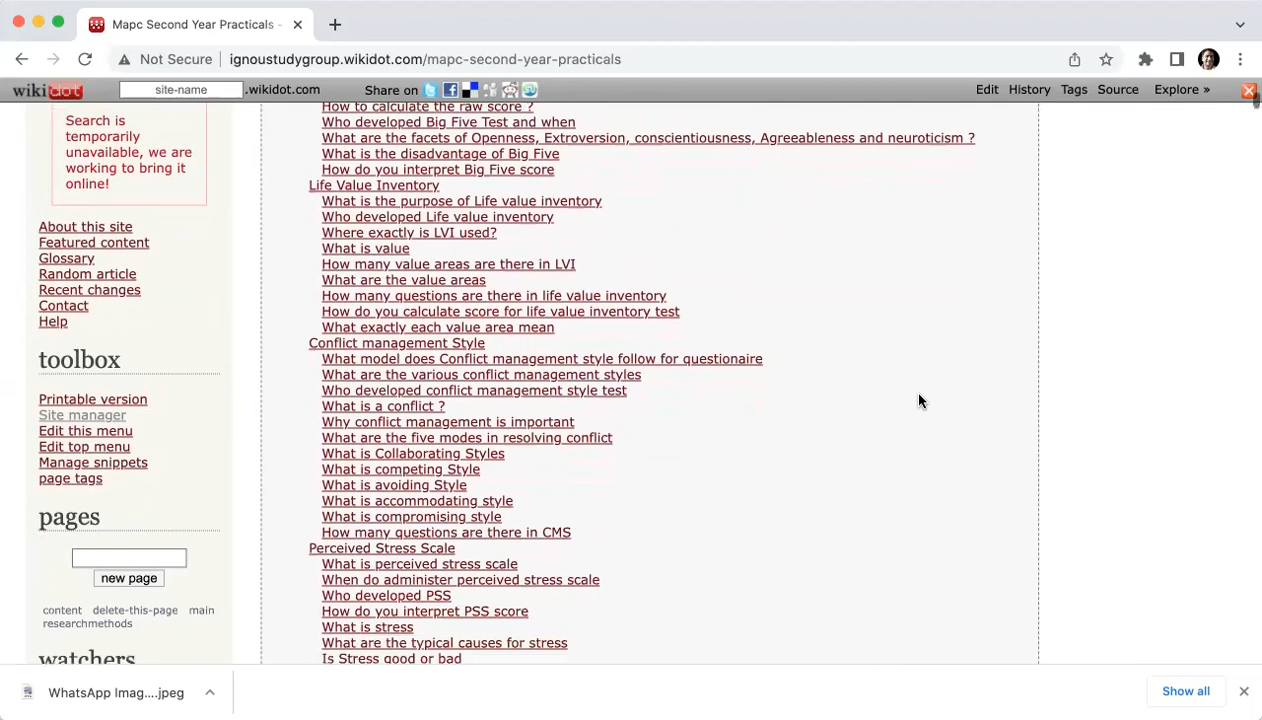 Mapc Second Year Practicals -
Not Secure
ignoustudygroup.wikidot.com/mapc-second-year-practicals
wikidot
site-name
.wikidot.com
Share on
Edit
History
Tags
Source
Explore »
Search is
temporarily
unavailable, we are
working to bring it
online!
About this site
Featured content
Glossary
Random article
Recent changes
Contact
Help
toolbox
Printable version
Site manager
Edit this menu
Edit top menu
Manage snippets
page tags
pages
new page
content delete-this-page main
researchmethods
watchers
How to calculate the raw score ?
Who developed Big Five Test and when
What are the facets of Openness, Extroversion, conscientiousness, Agreeableness and neuroticism ?
What is the disadvantage of Big Five
How do you interpret Big Five score
Life Value Inventory
What is the purpose of Life value inventory
Who developed Life value inventory
Where exactly is LVI used?
What is value
How many value areas are there in LVI
What are the value areas
How many questions are there in life value inventory
How do you calculate score for life value inventory test
What exactly each value area mean
Conflict management Style
What model does Conflict management style follow for questionaire
What are the various conflict management styles
Who developed conflict management style test
What is a conflict ?
Why conflict management is important
What are the five modes in resolving conflict
What is Collaborating Styles
What is competing Style
What is avoiding Style
What is accommodating style
What is compromising style
How many questions are there in CMS
Perceived Stress Scale
What is perceived stress scale
When do administer perceived stress scale
Who developed PSS
How do you interpret PSS score
What is stress
What are the typical causes for stress
Is Stress good or bad
WhatsApp Imag....jpeg
Show all